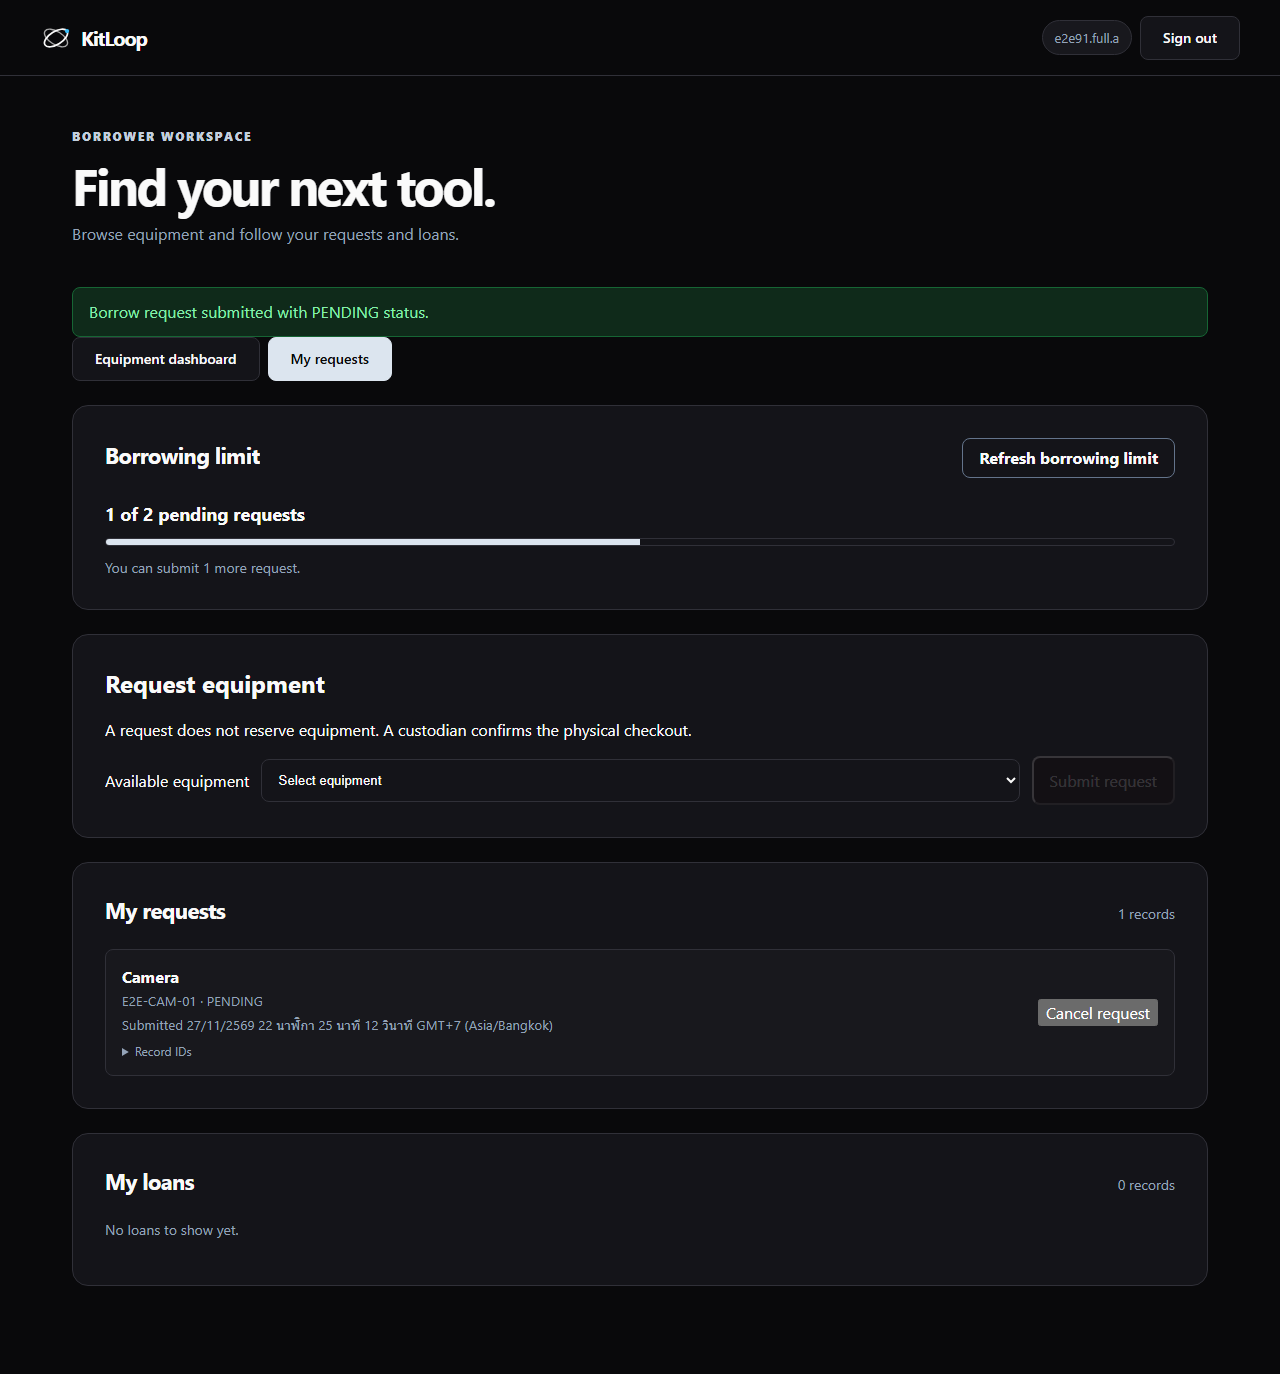 KitLoop
e2e91.full.a
Sign out
BORROWER WORKSPACE
Find your next tool.
Browse equipment and follow your requests and loans.
Borrow request submitted with PENDING status.
Equipment dashboard
My requests
Borrowing limit
Refresh borrowing limit
1 of 2 pending requests
You can submit 1 more request.
Request equipment
A request does not reserve equipment. A custodian confirms the physical checkout.
Available equipment
Select equipment
Submit request
My requests
1 records
Camera
E2E-CAM-01 · PENDING
Submitted 27/11/2569 22 นาฬิกา 25 นาที 12 วินาที GMT+7 (Asia/Bangkok)
Cancel request
Record IDs
My loans
0 records
No loans to show yet.